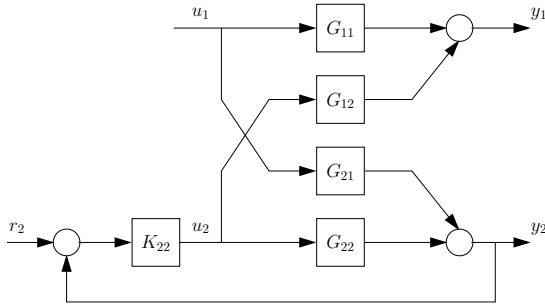 u₁ G₁₁ y₁
G₁₂
G₂₁
r₂ K₂₂ u₂ G₂₂ y₂